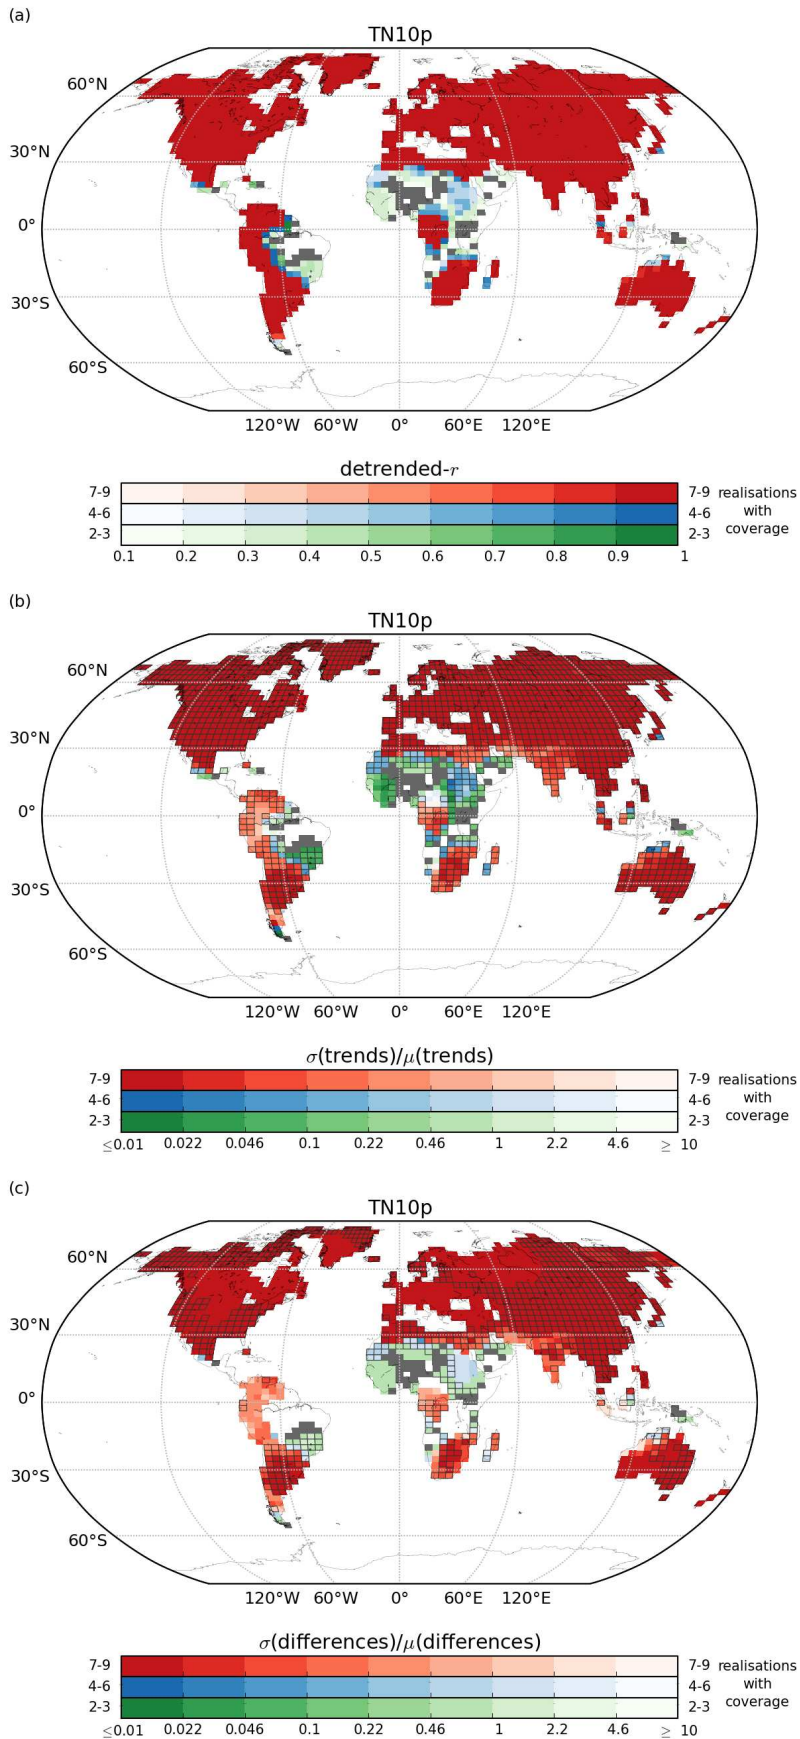 (a)
TN10p
60°N
30°N
0°
30°S
60°S
120°W 60°W 0° 60°E 120°E
detrended-r
7-9 7-9 realisations
4-6 4-6 with
2-3 2-3 coverage
0.1 0.2 0.3 0.4 0.5 0.6 0.7 0.8 0.9 1
(b)
TN10p
60°N
30°N
0°
30°S
60°S
120°W 60°W 0° 60°E 120°E
σ(trends)/μ(trends)
7-9 7-9 realisations
4-6 4-6 with
2-3 2-3 coverage
≤0.01 0.022 0.046 0.1 0.22 0.46 1 2.2 4.6 ≥ 10
(c)
TN10p
60°N
30°N
0°
30°S
60°S
120°W 60°W 0° 60°E 120°E
σ(differences)/μ(differences)
7-9 7-9 realisations
4-6 4-6 with
2-3 2-3 coverage
≤0.01 0.022 0.046 0.1 0.22 0.46 1 2.2 4.6 ≥ 10